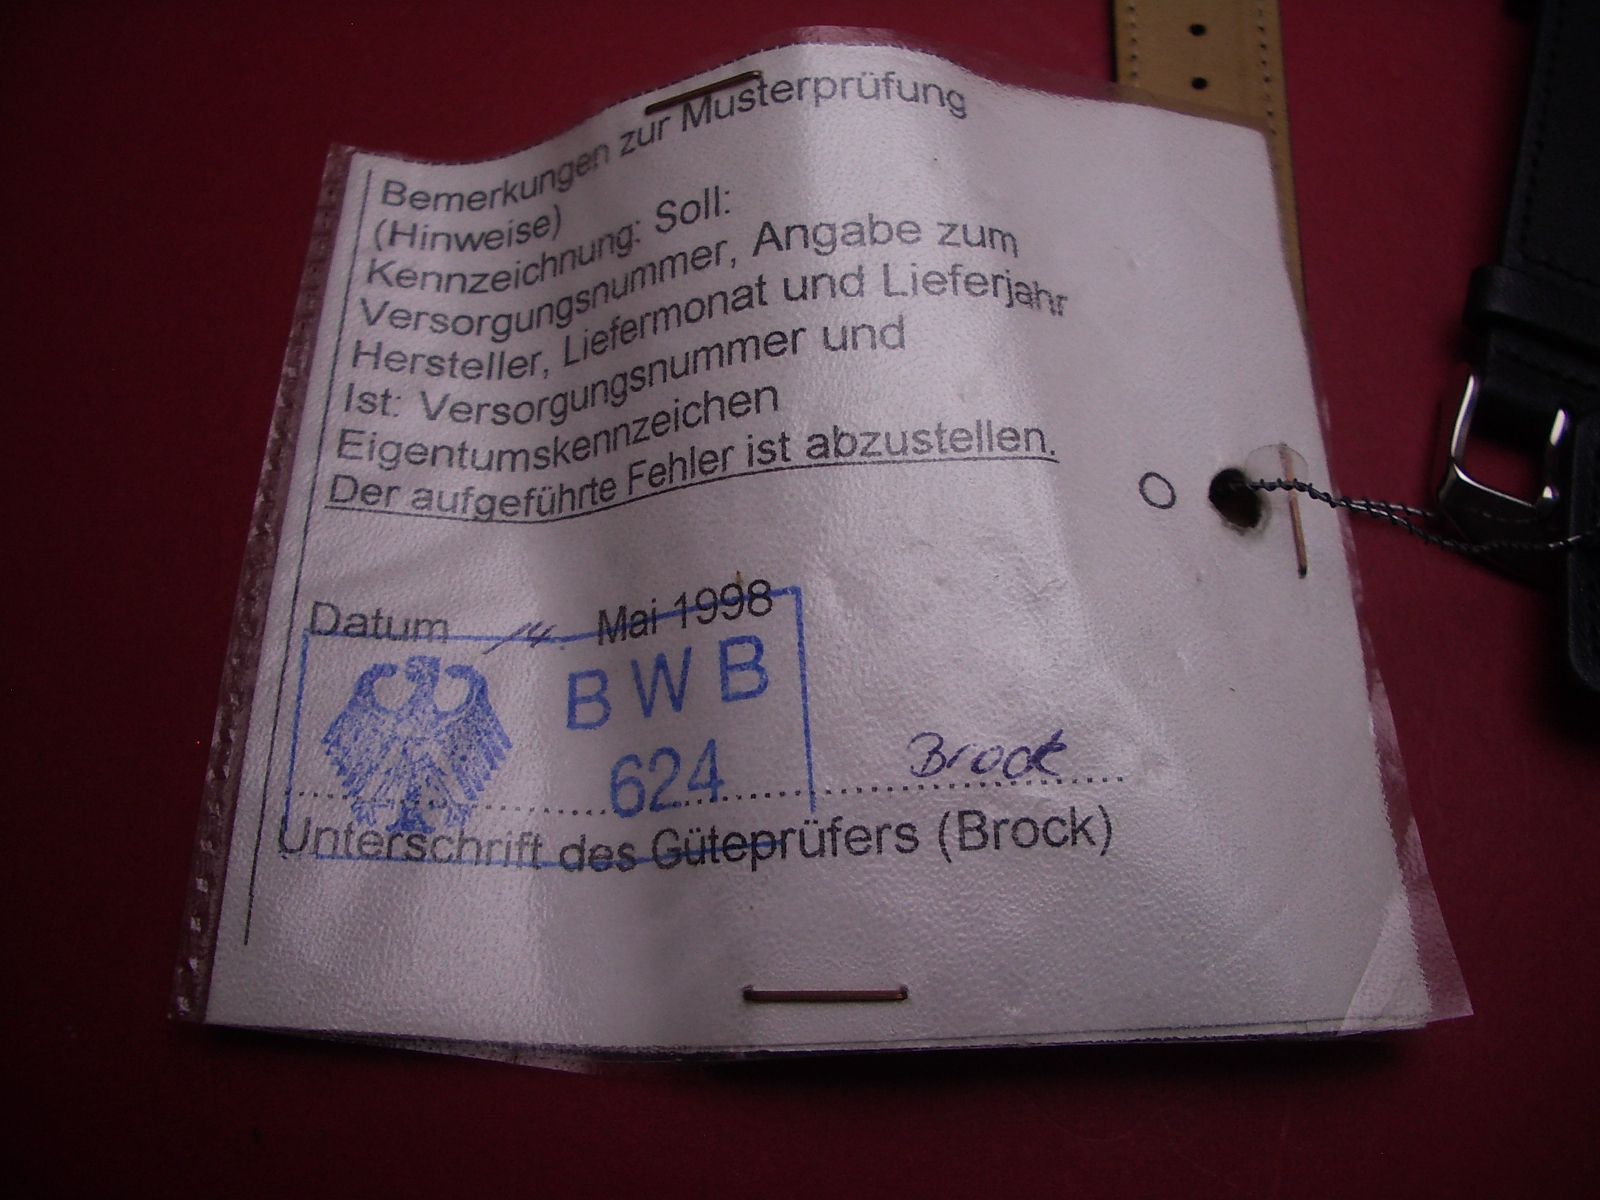 Bemerkungen zur Musterprüfung
(Hinweise)
Kennzeichnung: Soll:
Versorgungsnummer, Angabe zum
Hersteller, Liefermonat und Lieferjahr
Ist: Versorgungsnummer und
Eigentumskennzeichen
Der aufgeführte Fehler ist abzustellen.
Datum 14. Mai 1998
BWB
624
Brock
Unterschrift des Güteprüfers (Brock)